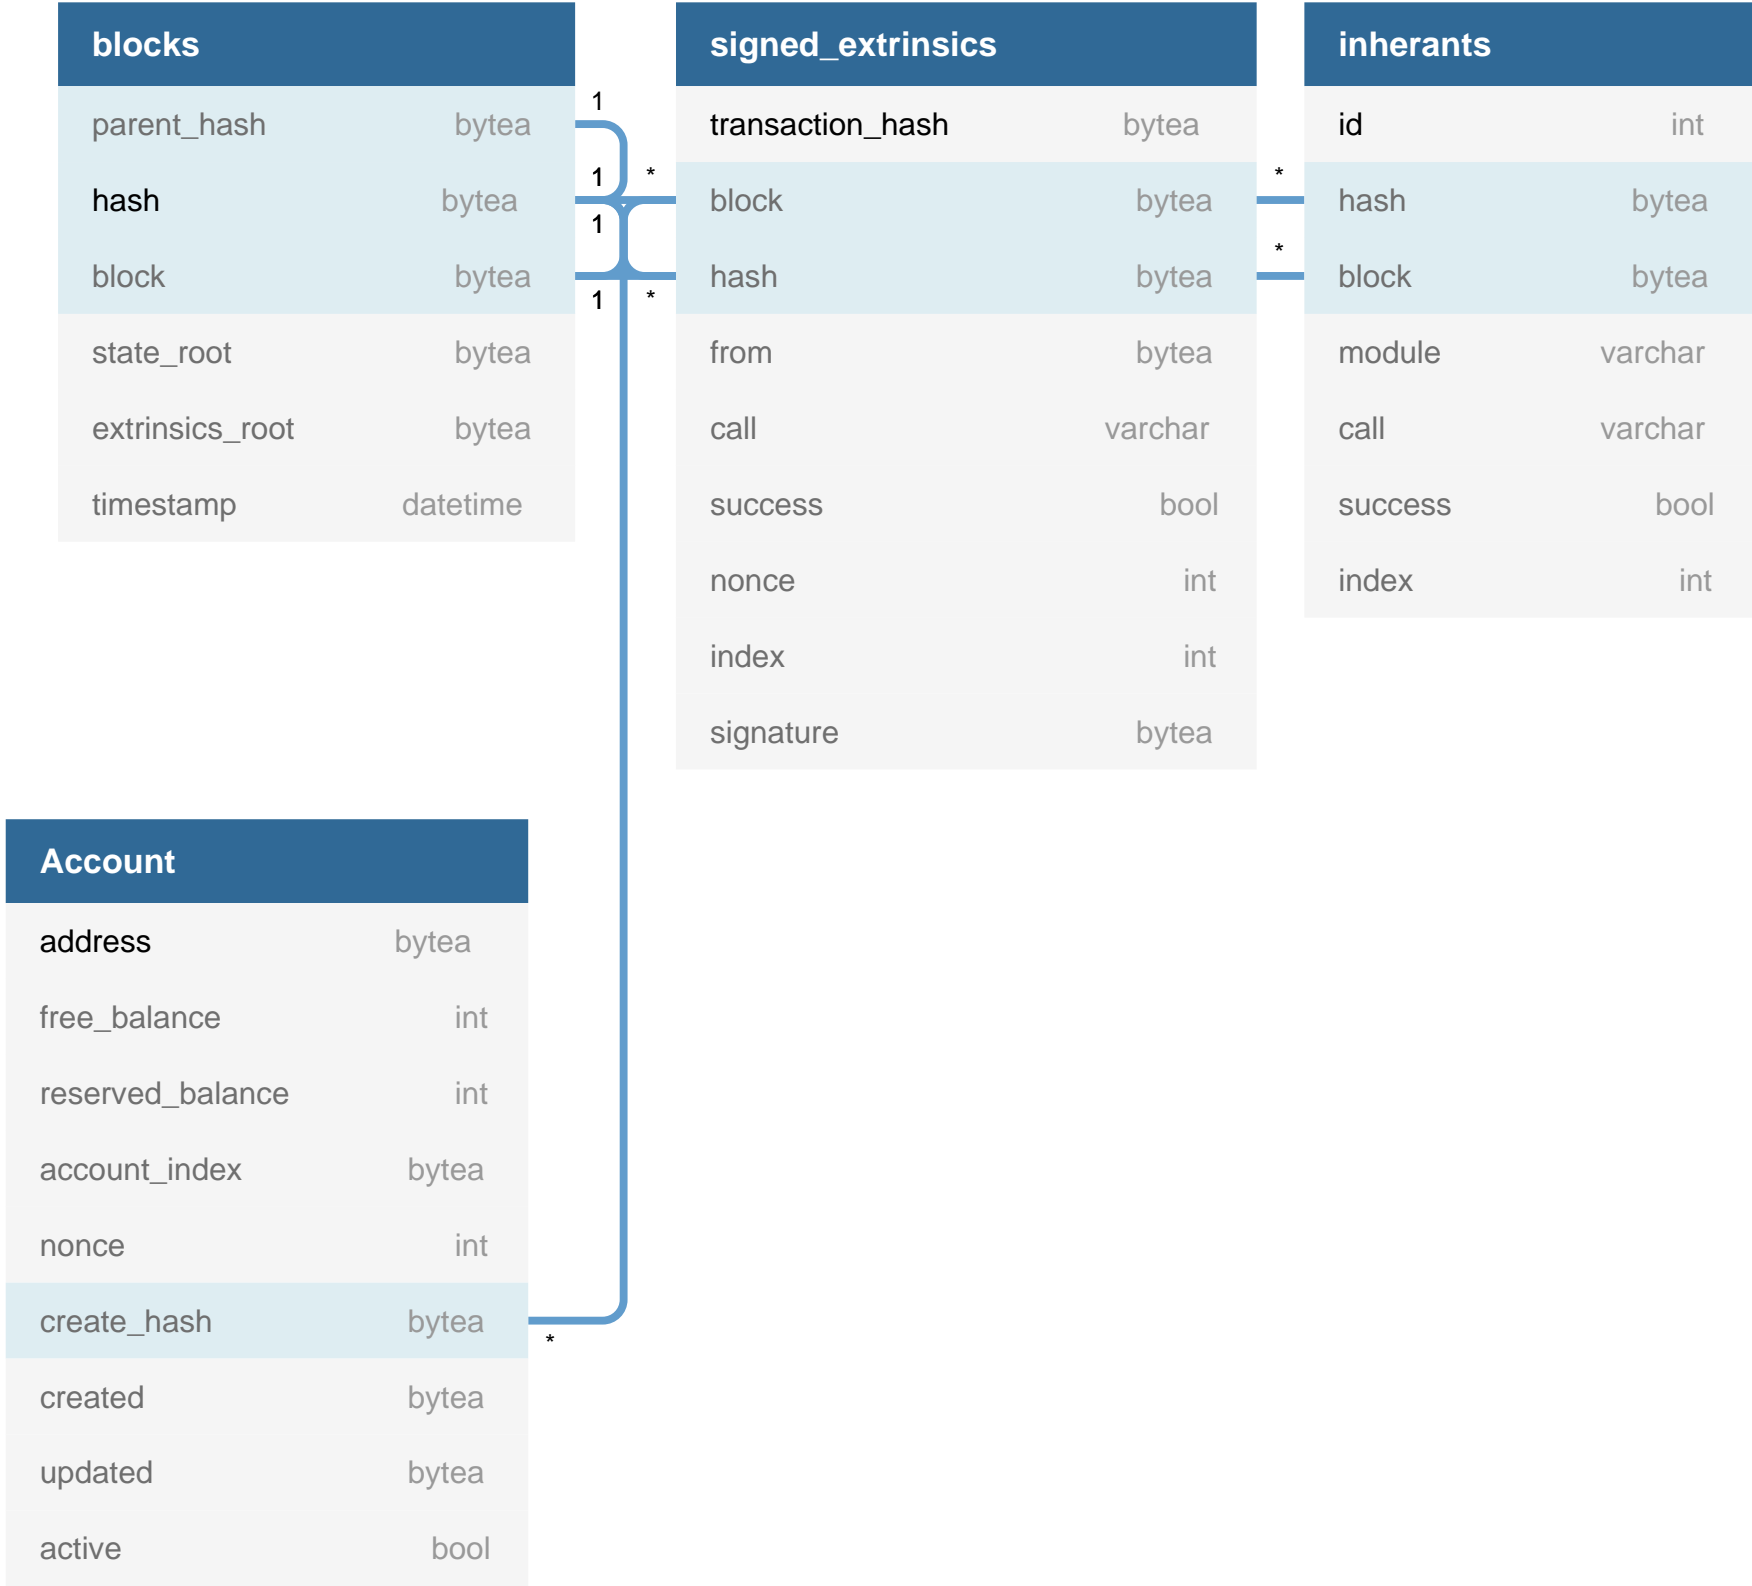 blocks
parent_hash bytea
hash bytea
block bytea
state_root bytea
extrinsics_root bytea
timestamp datetime
1
1
1
1
*
*
signed_extrinsics
transaction_hash bytea
block bytea
hash bytea
from bytea
call varchar
success bool
nonce int
index int
signature bytea
*
*
inherants
id int
hash bytea
block bytea
module varchar
call varchar
success bool
index int
Account
address bytea
free_balance int
reserved_balance int
account_index bytea
nonce int
create_hash bytea
created bytea
updated bytea
active bool
*